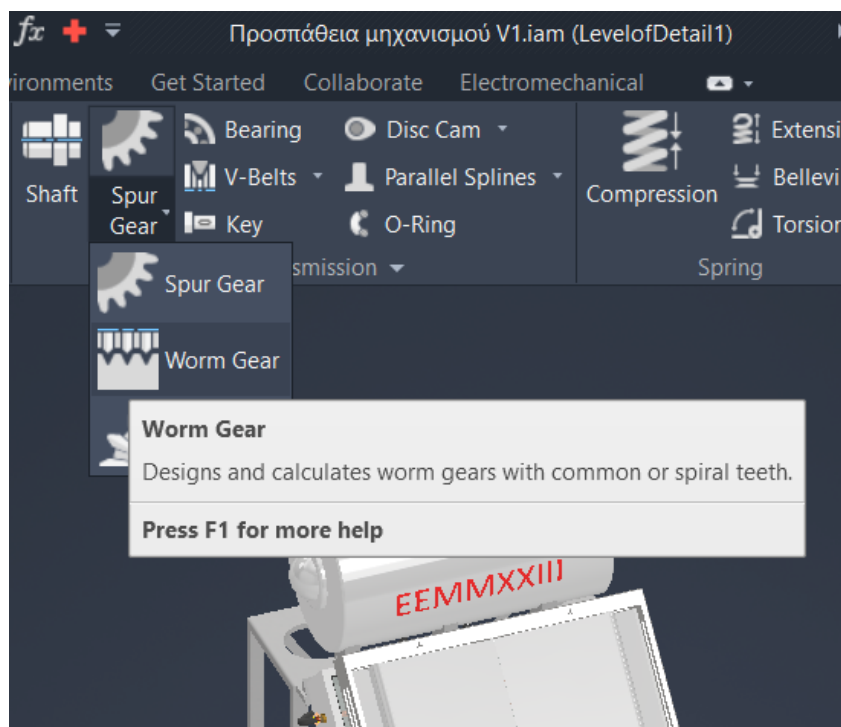 fx
Προσπάθεια μηχανισμού V1.iam (LevelofDetail1)
Get Started Collaborate Electromechanical
Shaft
Spur
Gear
Bearing
V-Belts
Key
Disc Cam
Parallel Splines
O-Ring
Compression
Spring
Spur Gear
Worm Gear
Worm Gear
Designs and calculates worm gears with common or spiral teeth.
Press F1 for more help
EEMMXXIII